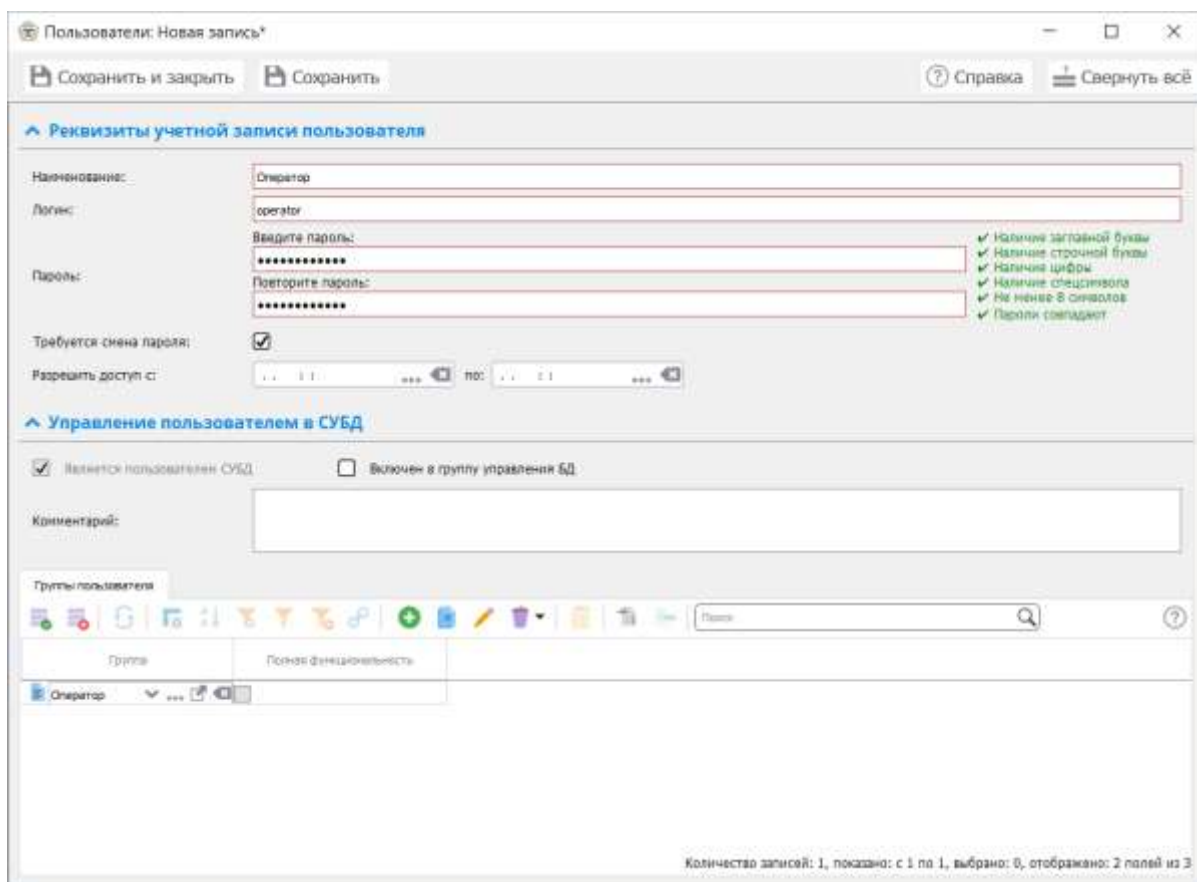 Пользователи: Новая запись*
Сохранить и закрыть Сохранить Справка Свернуть всё
Реквизиты учетной записи пользователя
Наименование: Оператор
Логин: operator
Введите пароль:
Пароль:
Повторите пароль:
✔ Наличие заглавной буквы
✔ Наличие строчной буквы
✔ Наличие цифры
✔ Наличие спецсимвола
✔ Не менее 8 символов
✔ Пароли совпадают
Требуется смена пароля:
Разрешить доступ с: по:
Управление пользователем в СУБД
Является пользователем СУБД Включен в группу управления БД
Комментарий:
Группы пользователя
Поиск
Группа Полная функциональность
Оператор
Количество записей: 1, показано: с 1 по 1, выбрано: 0, отображено: 2 полей из 3